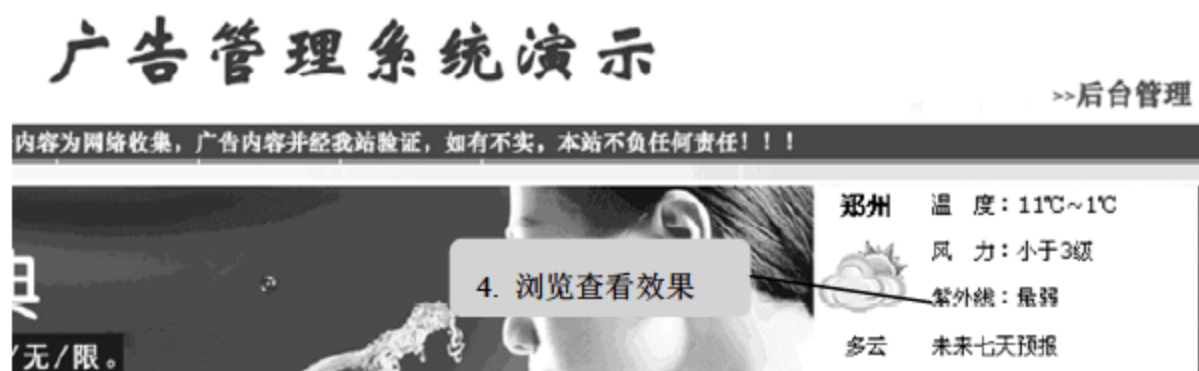 广告管理系统演示
>>后台管理
内容为网络收集，广告内容并经我站验证，如有不实，本站不负任何责任！！！
典
/无/限。
4. 浏览查看效果
郑州
温 度：11℃~1℃
风 力：小于3级
紫外线：最弱
多云
未来七天预报